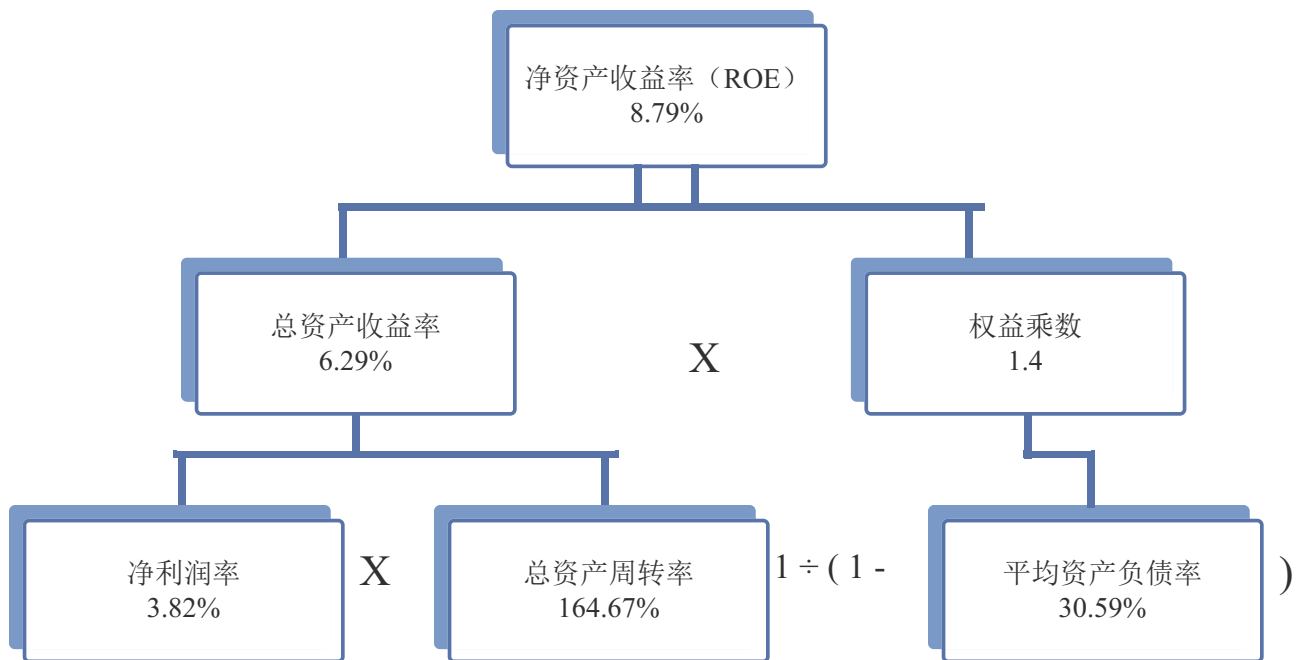 净资产收益率（ROE）
8.79%
总资产收益率
6.29%
X
权益乘数
1.4
净利润率
3.82%
X
总资产周转率
164.67%
1 ÷ ( 1 -
平均资产负债率
30.59%
)